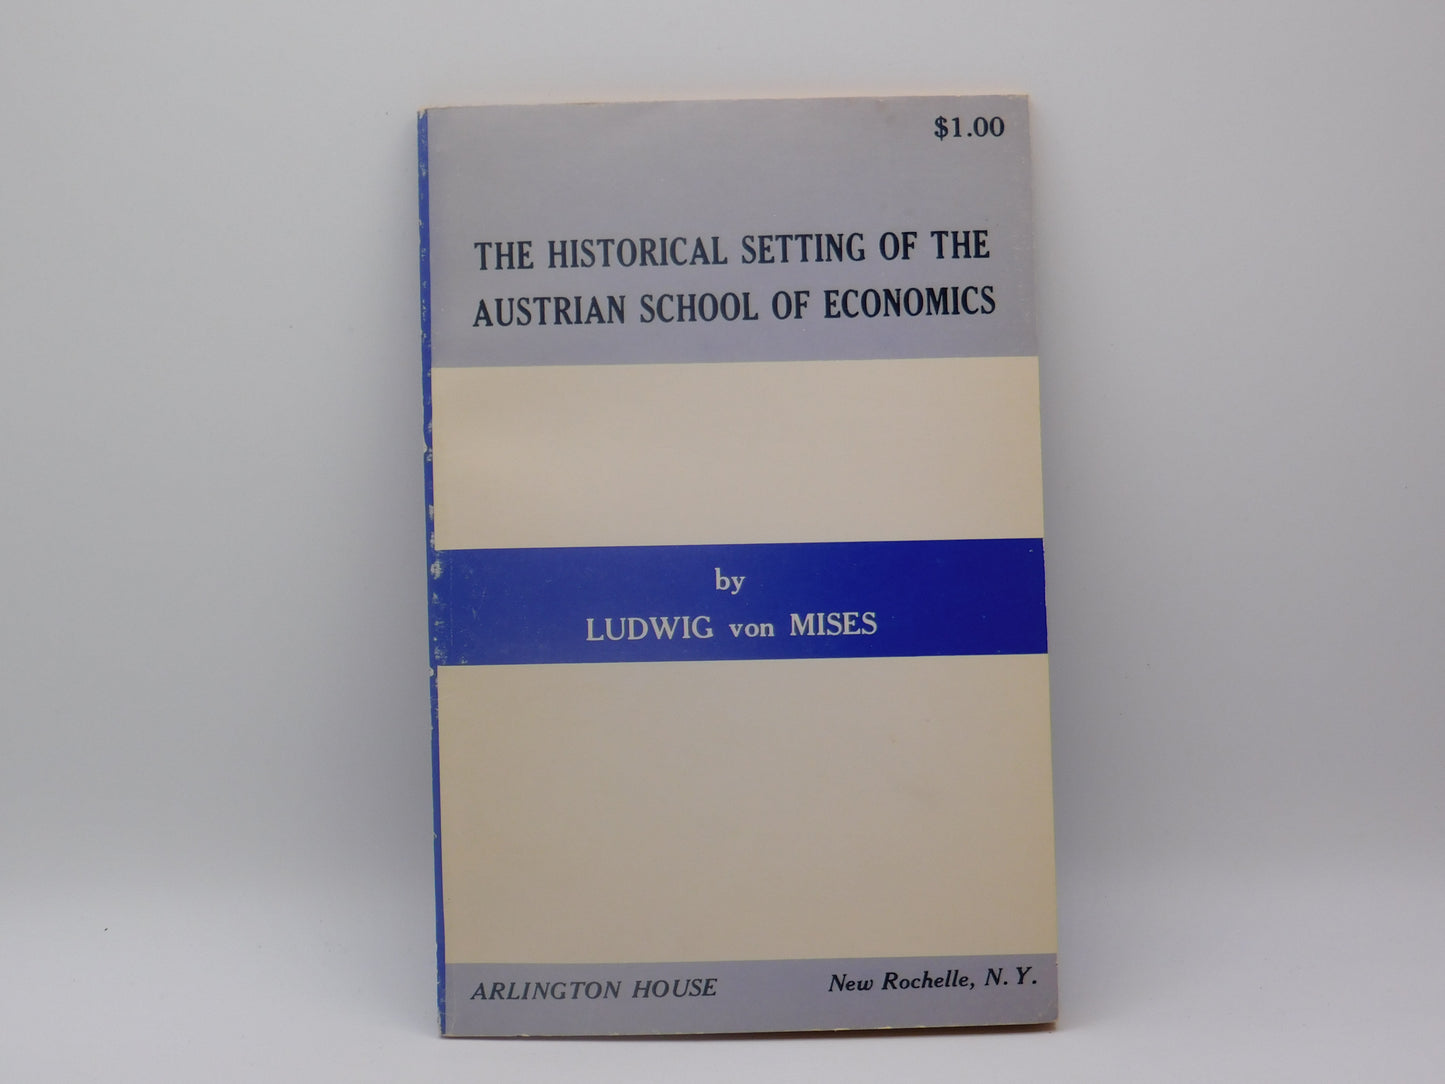 $1.00
THE HISTORICAL SETTING OF THE
AUSTRIAN SCHOOL OF ECONOMICS
by
LUDWIG von MISES
ARLINGTON HOUSE New Rochelle, N. Y.